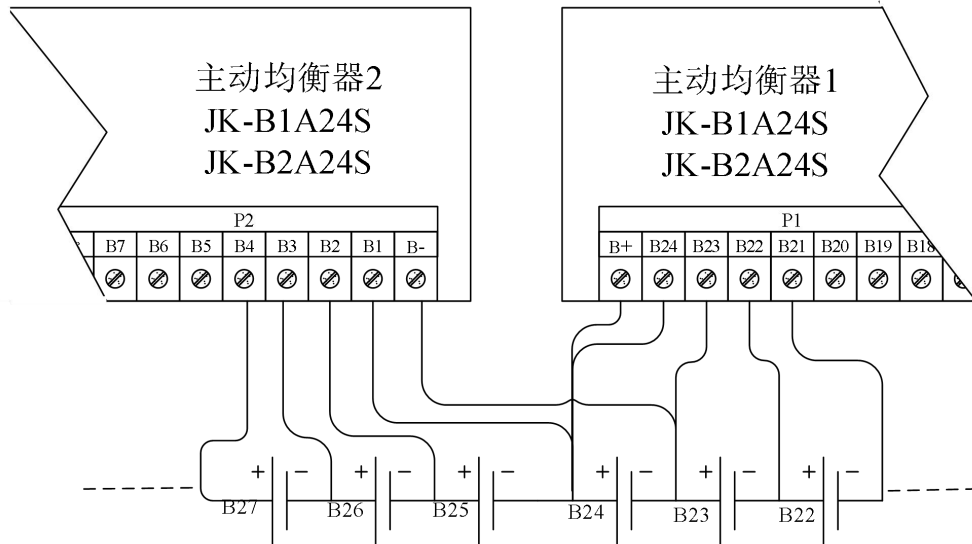 主动均衡器2
JK-B1A24S
JK-B2A24S
P2
B7 B6 B5 B4 B3 B2 B1 B-
主动均衡器1
JK-B1A24S
JK-B2A24S
P1
B+ B24 B23 B22 B21 B20 B19 B18
+ − + − + − + − + − + −
B27 B26 B25 B24 B23 B22